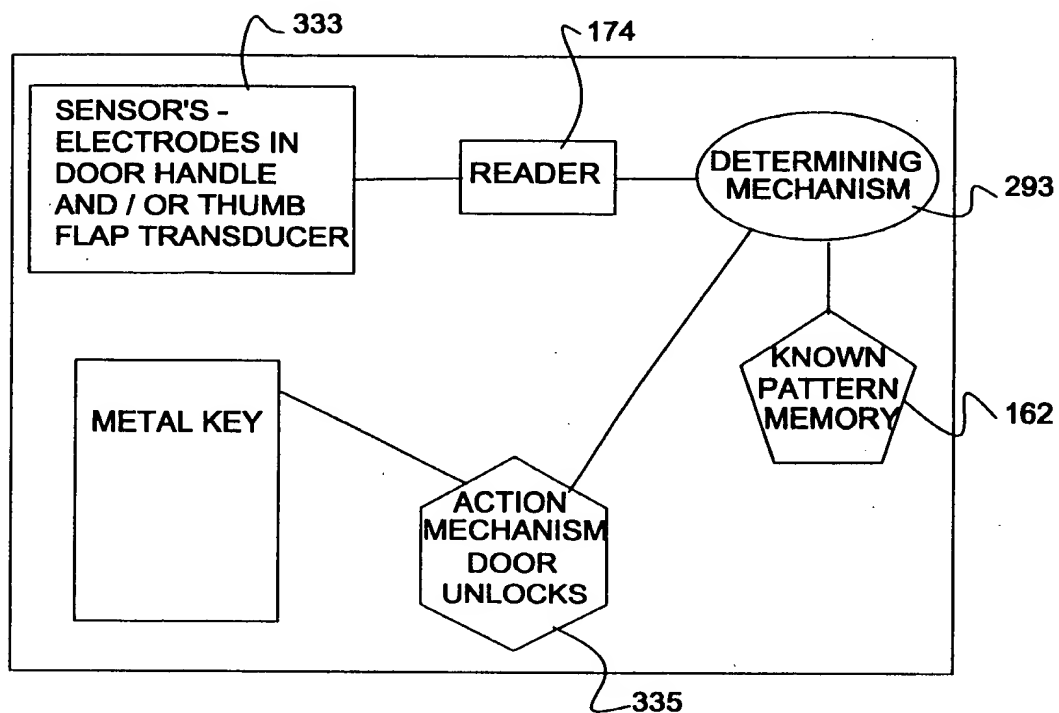 333
174
SENSOR'S -
ELECTRODES IN
DOOR HANDLE
AND / OR THUMB
FLAP TRANSDUCER
READER
DETERMINING
MECHANISM
293
KNOWN
PATTERN
MEMORY
162
METAL KEY
ACTION
MECHANISM
DOOR
UNLOCKS
335